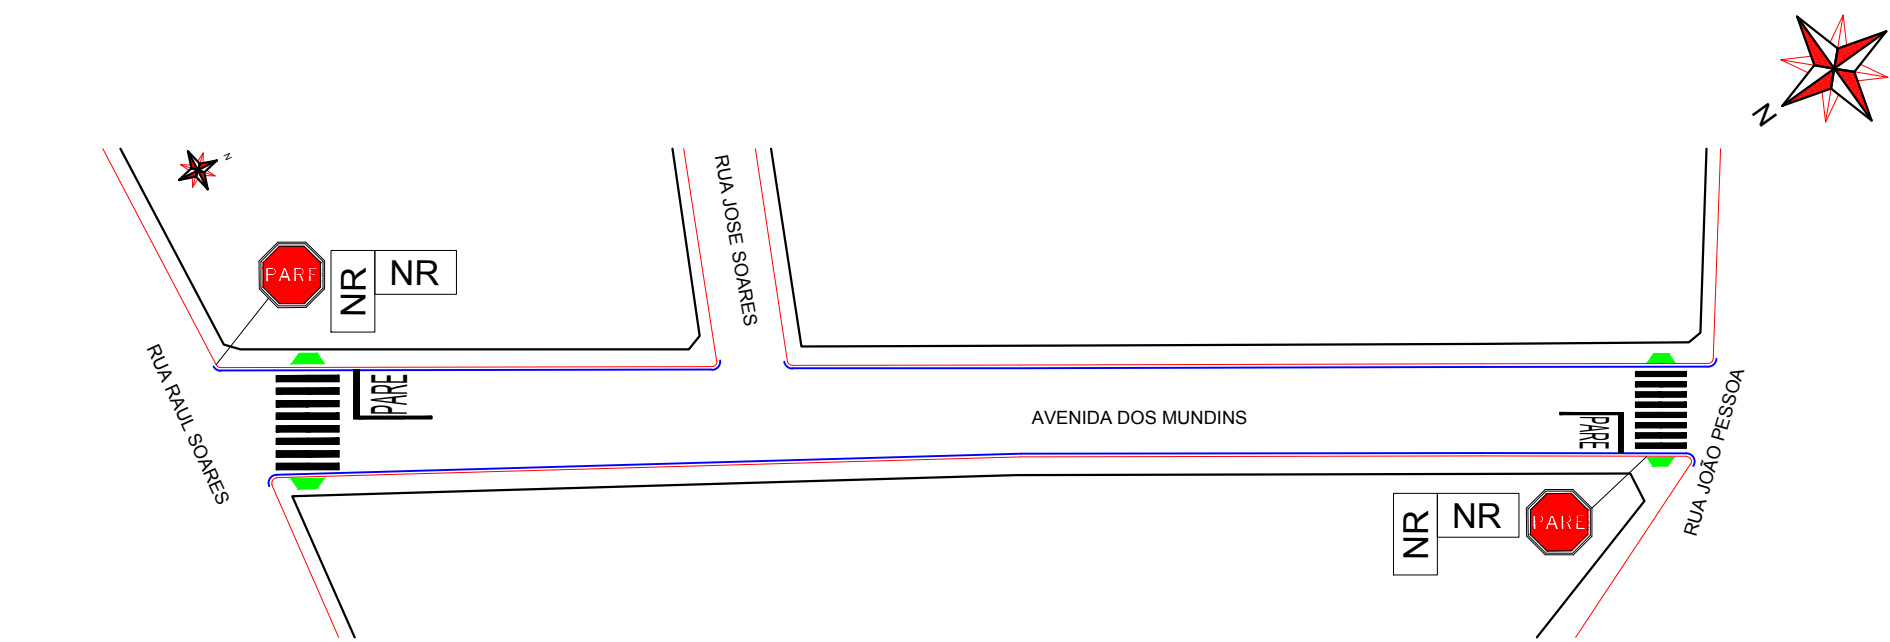 N
N
RUA JOSE SOARES
PARE
NR
NR
RUA RAUL SOARES
PARE
AVENIDA DOS MUNDINS
PARE
RUA JOÃO PESSOA
NR
NR
PARE